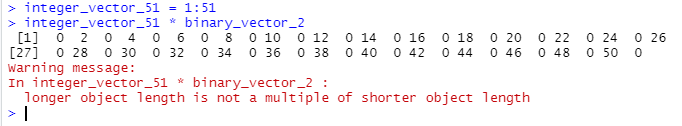 > integer_vector_51 = 1:51
> integer_vector_51 * binary_vector_2
 [1]  0  2  0  4  0  6  0  8  0 10  0 12  0 14  0 16  0 18  0 20  0 22  0 24  0 26
[27]  0 28  0 30  0 32  0 34  0 36  0 38  0 40  0 42  0 44  0 46  0 48  0 50  0
Warning message:
In integer_vector_51 * binary_vector_2 :
  longer object length is not a multiple of shorter object length
>